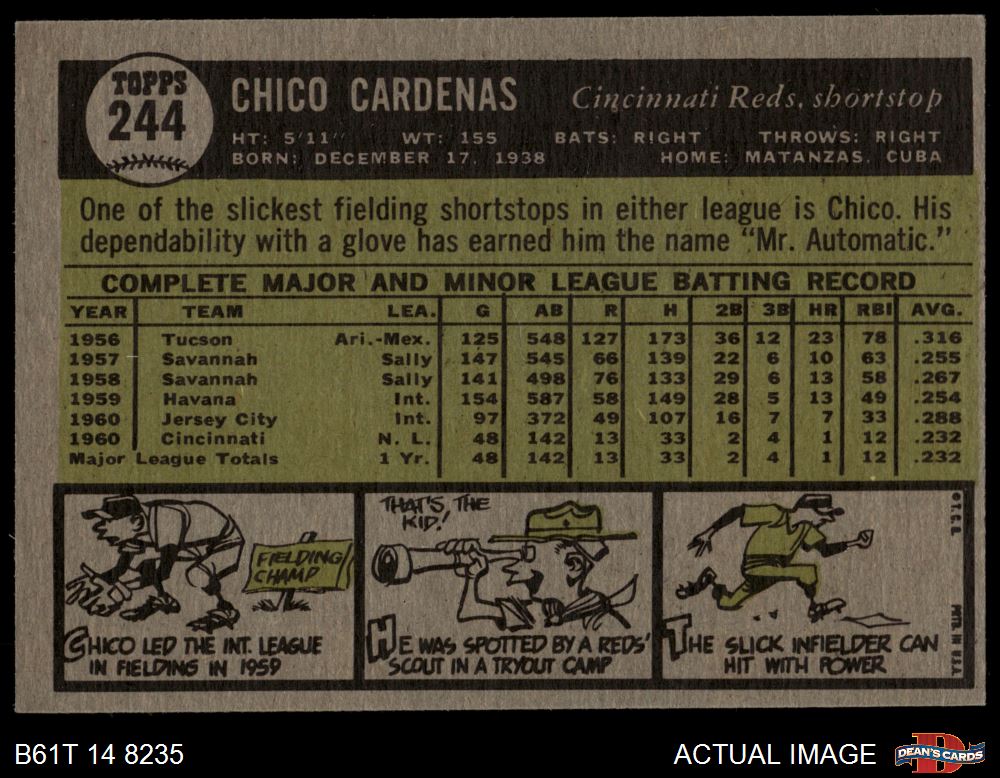 TOPPS
244
CHICO CARDENAS
Cincinnati Reds, shortstop
HT: 5'11" WT: 155 BATS: RIGHT THROWS: RIGHT
BORN: DECEMBER 17, 1938 HOME: MATANZAS, CUBA
One of the slickest fielding shortstops in either league is Chico. His
dependability with a glove has earned him the name "Mr. Automatic."
COMPLETE MAJOR AND MINOR LEAGUE BATTING RECORD
YEAR TEAM LEA. G AB R H 2B 3B HR RBI AVG.
1956 Tucson Ari.-Mex. 125 548 127 173 36 12 23 78 .316
1957 Savannah Sally 147 545 66 139 22 6 10 63 .255
1958 Savannah Sally 141 498 76 133 29 6 13 58 .267
1959 Havana Int. 154 587 58 149 28 5 13 49 .254
1960 Jersey City Int. 97 372 49 107 16 7 7 33 .288
1960 Cincinnati N. L. 48 142 13 33 2 4 1 12 .232
Major League Totals 1 Yr. 48 142 13 33 2 4 1 12 .232
FIELDING
CHAMP
CHICO LED THE INT. LEAGUE
IN FIELDING IN 1959
THAT'S THE
KID!
HE WAS SPOTTED BY A REDS'
SCOUT IN A TRYOUT CAMP
THE SLICK INFIELDER CAN
HIT WITH POWER
© T.C.G.
PRTD. IN U.S.A.
B61T 14 8235
ACTUAL IMAGE
DEAN'S CARDS